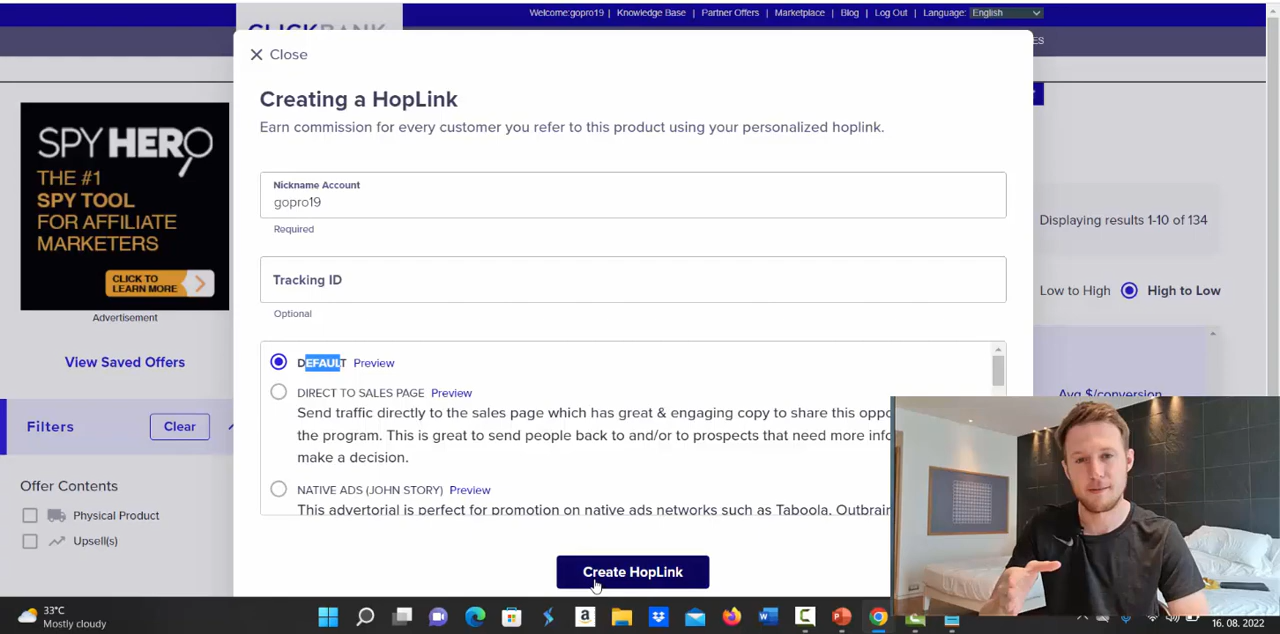 Welcome:gopro19 | Knowledge Base | Partner Offers | Marketplace | Blog | Log Out | Language: English
CLICKBANK
ES
Close
Creating a HopLink
Earn commission for every customer you refer to this product using your personalized hoplink.
Nickname Account
gopro19
Required
Tracking ID
Optional
DEFAULT Preview
DIRECT TO SALES PAGE Preview
Send traffic directly to the sales page which has great & engaging copy to share this
the program. This is great to send people back to and/or to prospects that need more
make a decision.
NATIVE ADS (JOHN STORY) Preview
This advertorial is perfect for promotion on native ads networks such as Taboola, Outbrain
Create HopLink
SPY HERO
THE #1
SPY TOOL
FOR AFFILIATE
MARKETERS
CLICK TO
LEARN MORE
Advertisement
View Saved Offers
Filters
Clear
Offer Contents
Physical Product
Upsell(s)
Displaying results 1-10 of 134
Low to High
High to Low
Avg $/conversion
33°C
Mostly cloudy
16. 08. 2022